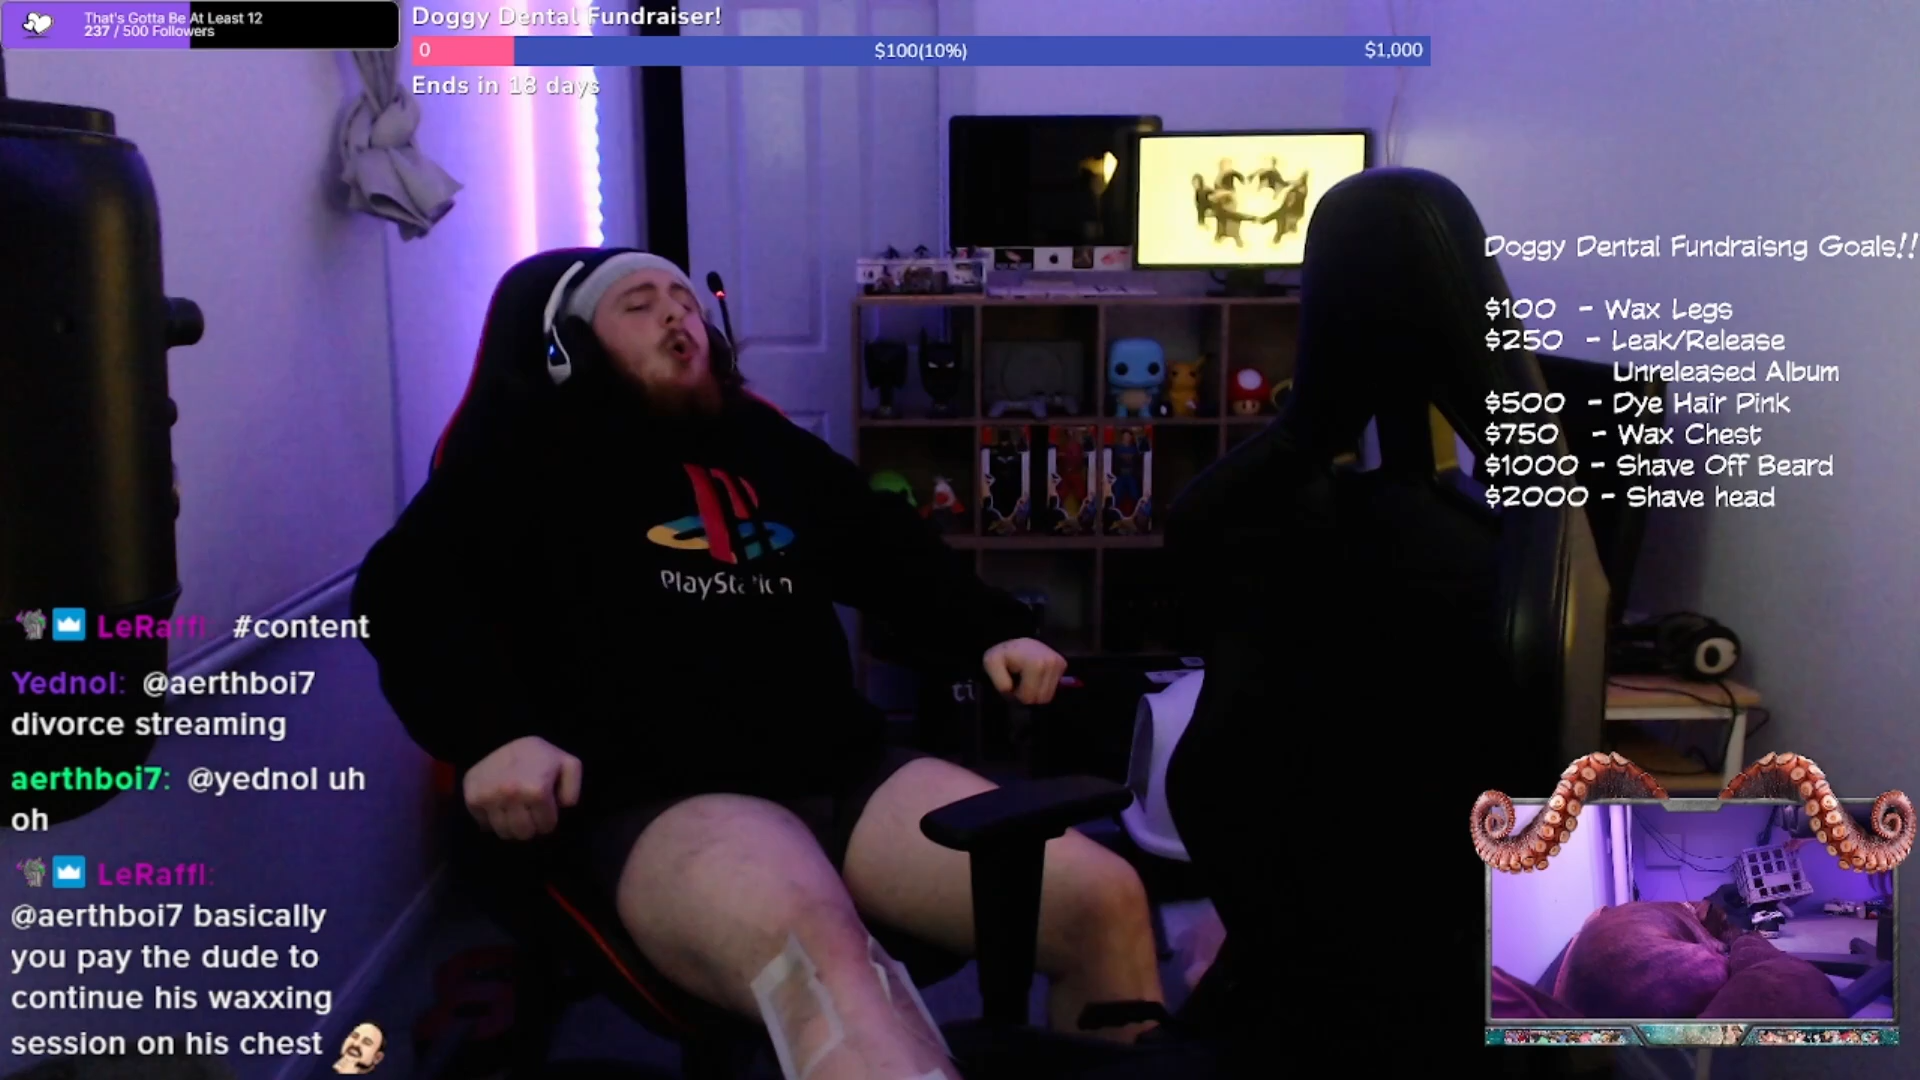 That's Gotta Be At Least 12
237 / 500 Followers
Doggy Dental Fundraiser!
0 $100(10%) $1,000
Ends in 18 days
Doggy Dental Fundraisng Goals!!
$100 - Wax Legs
$250 - Leak/Release
Unreleased Album
$500 - Dye Hair Pink
$750 - Wax Chest
$1000 - Shave Off Beard
$2000 - Shave head
PlayStation
LeRaffl: #content
Yednol: @aerthboi7
divorce streaming
aerthboi7: @yednol uh
oh
LeRaffl:
@aerthboi7 basically
you pay the dude to
continue his waxxing
session on his chest